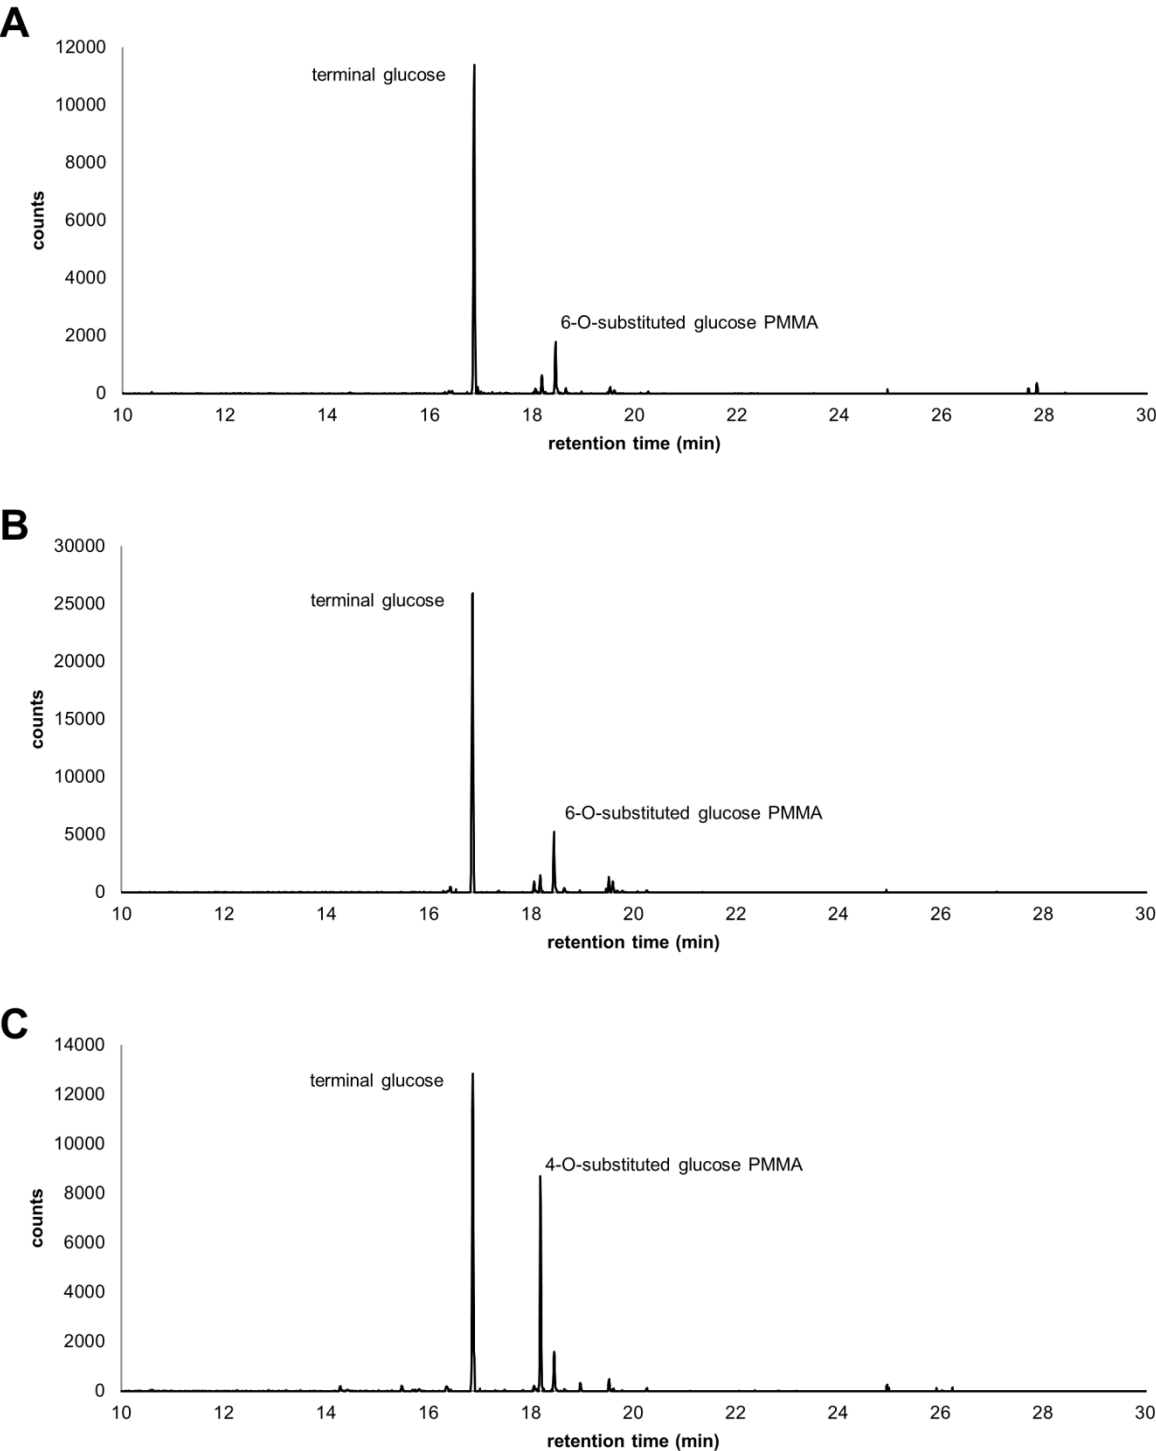 A
12000
terminal glucose
10000
8000
6000
counts
4000
6-O-substituted glucose PMMA
2000
0
10 12 14 16 18 20 22 24 26 28 30
retention time (min)
B
30000
terminal glucose
25000
20000
15000
counts
10000
6-O-substituted glucose PMMA
5000
0
10 12 14 16 18 20 22 24 26 28 30
retention time (min)
C
14000
terminal glucose
12000
10000
4-O-substituted glucose PMMA
8000
counts
6000
4000
2000
0
10 12 14 16 18 20 22 24 26 28 30
retention time (min)